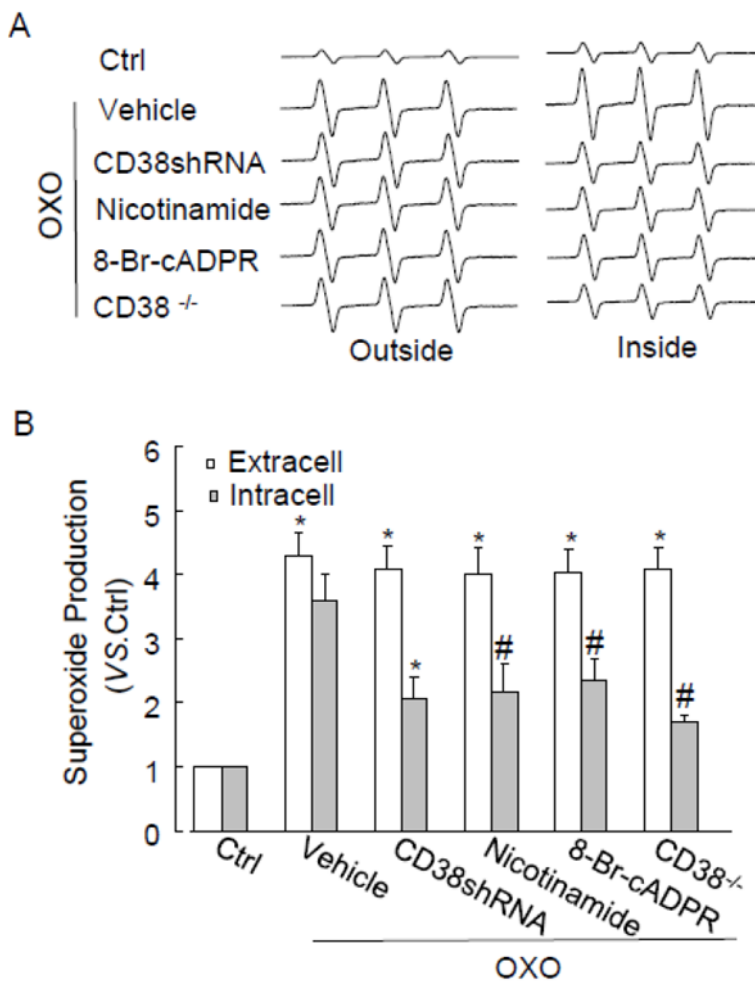 A
Ctrl
Vehicle
CD38shRNA
Nicotinamide
8-Br-cADPR
CD38 -/-
OXO
Outside
Inside
B
Extracell
Intracell
Superoxide Production
(VS.Ctrl)
6
5
4
3
2
1
0
* * * * *
* # # #
Ctrl
Vehicle
CD38shRNA
Nicotinamide
8-Br-cADPR
CD38-/-
OXO